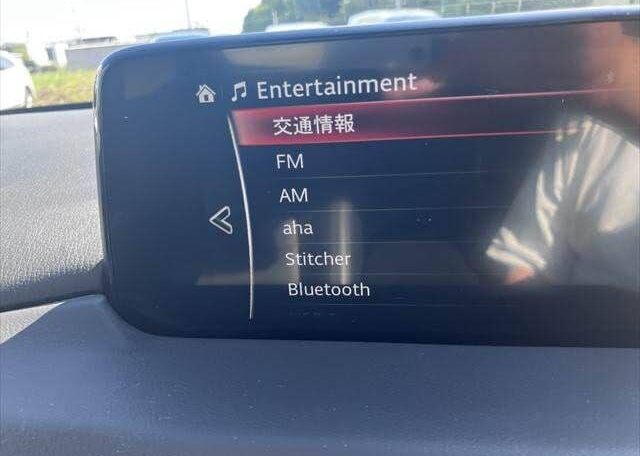 Entertainment
交通情報
FM
AM
aha
Stitcher
Bluetooth